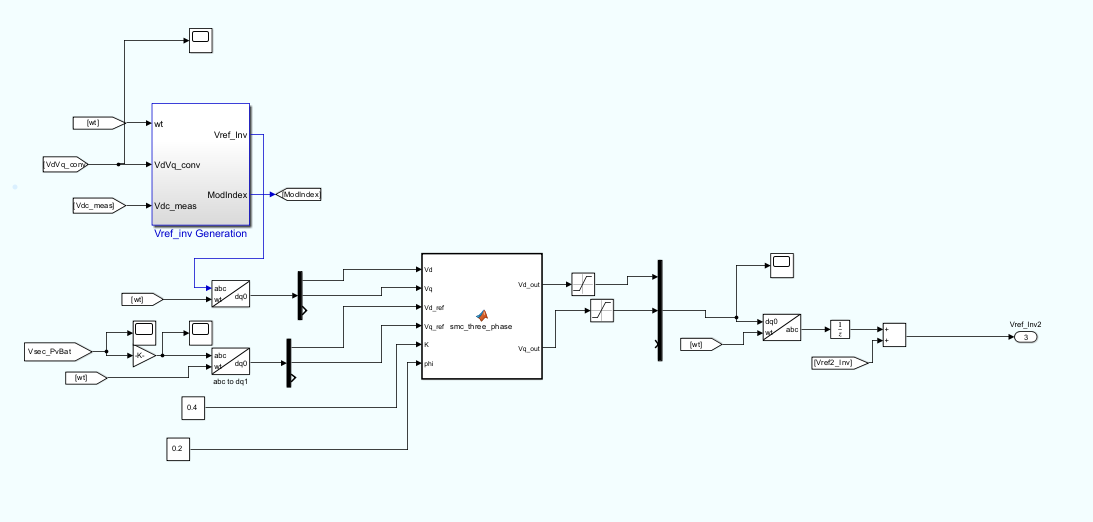 [wt]
wt
Vref_Inv
[VdVq_conv
VdVq_conv
ModIndex
[ModIndex]
[Vdc_meas]
Vdc_meas
Vref_inv Generation
abc
wt
dq0
[wt]
Vd
Vq
Vd_ref
Vq_ref
K
phi
Vd_out
Vq_out
smc_three_phase
Vsec_PvBat
-K-
abc
wt
dq0
abc to dq1
[wt]
0.4
0.2
dq0
wt
abc
[wt]
1
z
+
+
[Vref2_Inv]
Vref_Inv2
3